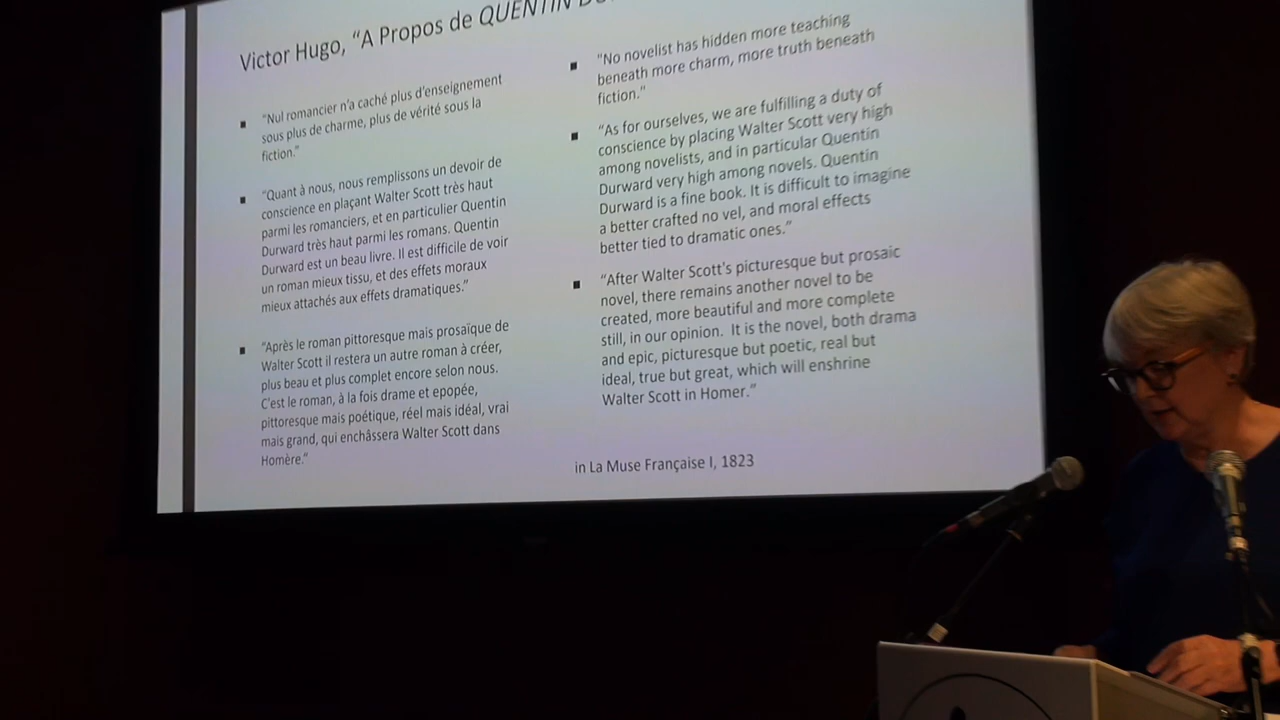 Victor Hugo, “A Propos de QUENTIN
▪ “Nul romancier n’a caché plus d’enseignement
sous plus de charme, plus de vérité sous la
fiction.”
▪ “Quant à nous, nous remplissons un devoir de
conscience en plaçant Walter Scott très haut
parmi les romanciers, et en particulier Quentin
Durward très haut parmi les romans. Quentin
Durward est un beau livre. Il est difficile de voir
un roman mieux tissu, et des effets moraux
mieux attachés aux effets dramatiques.”
▪ “Après le roman pittoresque mais prosaïque de
Walter Scott il restera un autre roman à créer,
plus beau et plus complet encore selon nous.
C’est le roman, à la fois drame et epopée,
pittoresque mais poétique, réel mais idéal, vrai
mais grand, qui enchâssera Walter Scott dans
Homère.”
▪ “No novelist has hidden more teaching
beneath more charm, more truth beneath
fiction.”
▪ “As for ourselves, we are fulfilling a duty of
conscience by placing Walter Scott very high
among novelists, and in particular Quentin
Durward very high among novels. Quentin
Durward is a fine book. It is difficult to imagine
a better crafted no vel, and moral effects
better tied to dramatic ones.”
▪ “After Walter Scott's picturesque but prosaic
novel, there remains another novel to be
created, more beautiful and more complete
still, in our opinion. It is the novel, both drama
and epic, picturesque but poetic, real but
ideal, true but great, which will enshrine
Walter Scott in Homer.”
in La Muse Française I, 1823